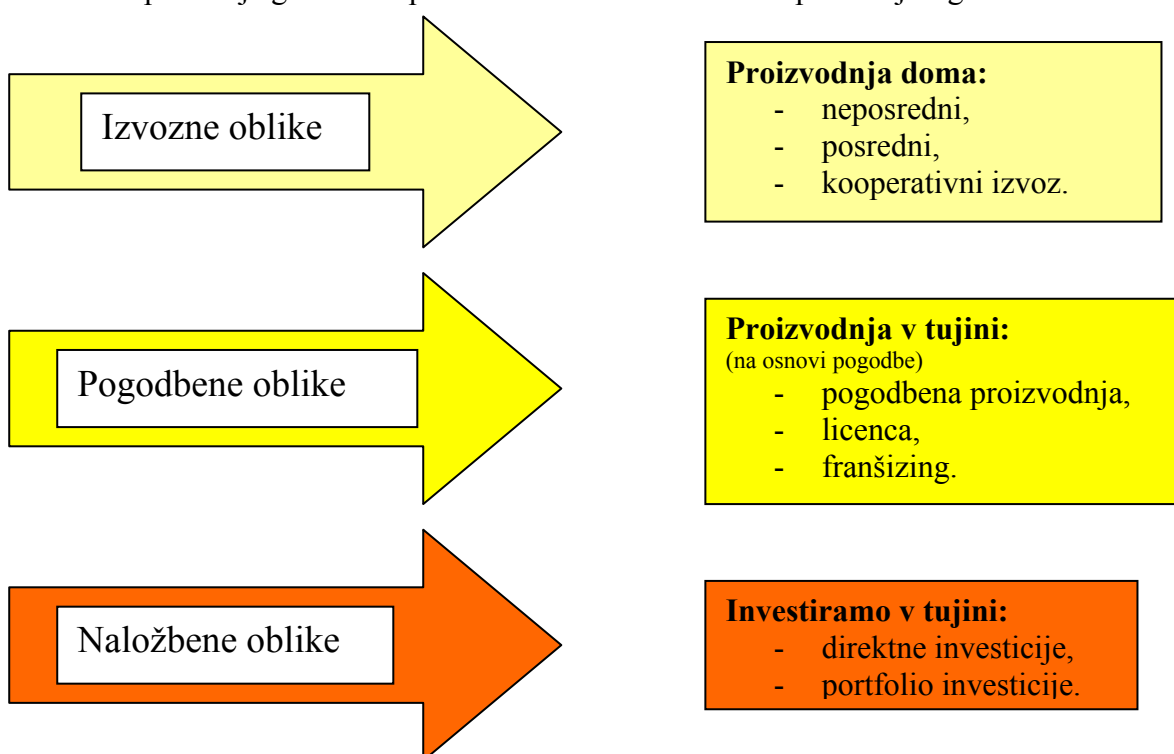 Izvozne oblike
Proizvodnja doma:
- neposredni,
- posredni,
- kooperativni izvoz.
Pogodbene oblike
Proizvodnja v tujini:
(na osnovi pogodbe)
- pogodbena proizvodnja,
- licenca,
- franšizing.
Naložbene oblike
Investiramo v tujini:
- direktne investicije,
- portfolio investicije.